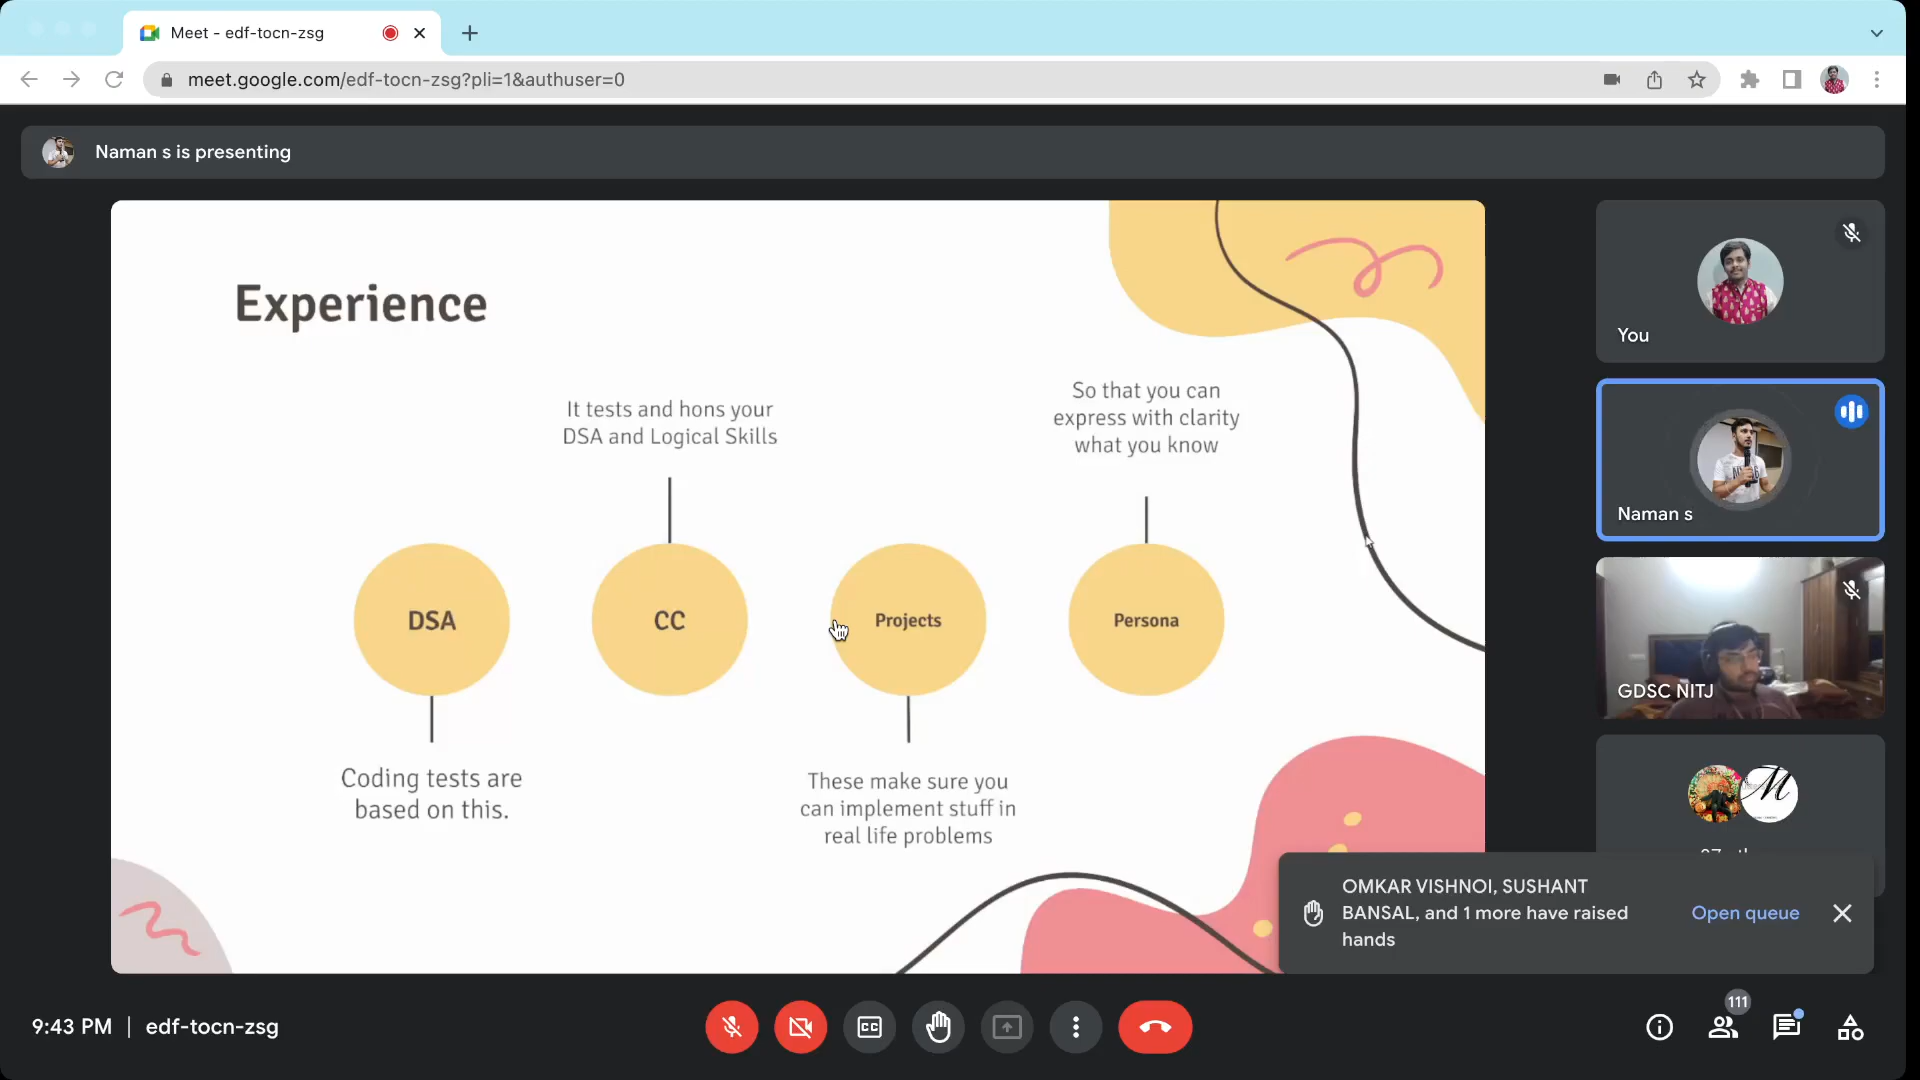 Meet - edf-tocn-zsg
meet.google.com/edf-tocn-zsg?pli=1&authuser=0
Naman s is presenting
Experience
It tests and hons your
DSA and Logical Skills
So that you can
express with clarity
what you know
DSA
CC
Projects
Persona
Coding tests are
based on this.
These make sure you
can implement stuff in
real life problems
You
Naman s
GDSC NITJ
M
OMKAR VISHNOI, SUSHANT
BANSAL, and 1 more have raised
hands
Open queue
9:43 PM | edf-tocn-zsg
CC
111